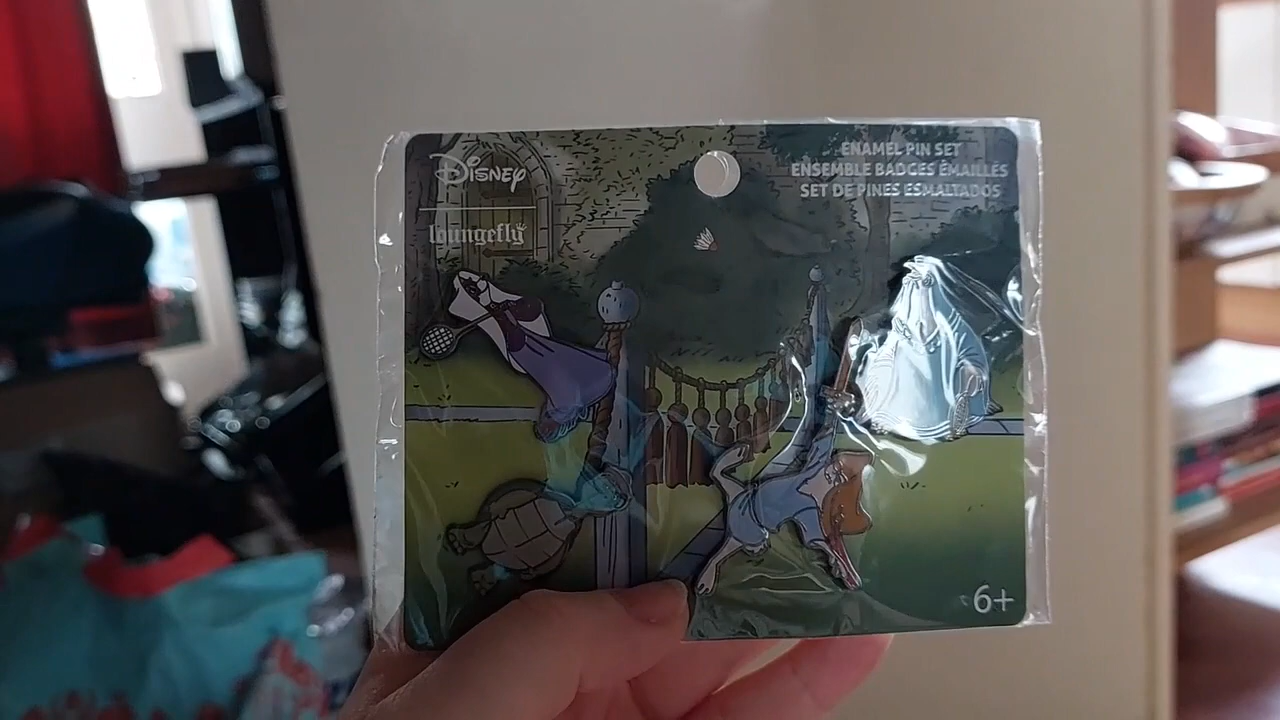 Disney
loungefly
ENAMEL PIN SET
ENSEMBLE BADGES ÉMAILLÉS
SET DE PINES ESMALTADOS
6+